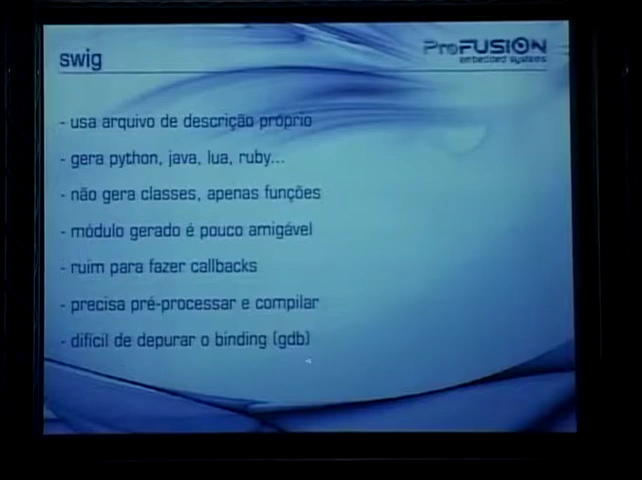 swig
ProFUSION
embedded systems
- usa arquivo de descrição próprio
- gera python, java, lua, ruby...
- não gera classes, apenas funções
- módulo gerado é pouco amigável
- ruim para fazer callbacks
- precisa pré-processar e compilar
- difícil de depurar o binding (gdb)